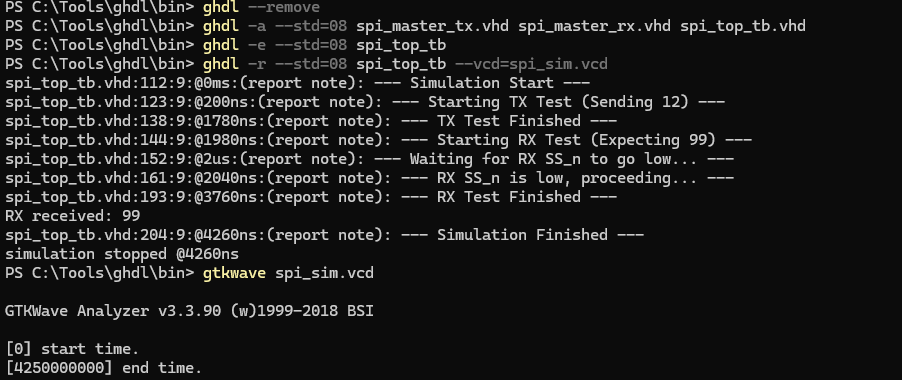 PS C:\Tools\ghdl\bin> ghdl --remove
PS C:\Tools\ghdl\bin> ghdl -a --std=08 spi_master_tx.vhd spi_master_rx.vhd spi_top_tb.vhd
PS C:\Tools\ghdl\bin> ghdl -e --std=08 spi_top_tb
PS C:\Tools\ghdl\bin> ghdl -r --std=08 spi_top_tb --vcd=spi_sim.vcd
spi_top_tb.vhd:112:9:@0ms:(report note): --- Simulation Start ---
spi_top_tb.vhd:123:9:@200ns:(report note): --- Starting TX Test (Sending 12) ---
spi_top_tb.vhd:138:9:@1780ns:(report note): --- TX Test Finished ---
spi_top_tb.vhd:144:9:@1980ns:(report note): --- Starting RX Test (Expecting 99) ---
spi_top_tb.vhd:152:9:@2us:(report note): --- Waiting for RX SS_n to go low... ---
spi_top_tb.vhd:161:9:@2040ns:(report note): --- RX SS_n is low, proceeding... ---
spi_top_tb.vhd:193:9:@3760ns:(report note): --- RX Test Finished ---
RX received: 99
spi_top_tb.vhd:204:9:@4260ns:(report note): --- Simulation Finished ---
simulation stopped @4260ns
PS C:\Tools\ghdl\bin> gtkwave spi_sim.vcd
GTKWave Analyzer v3.3.90 (w)1999-2018 BSI
[0] start time.
[4250000000] end time.